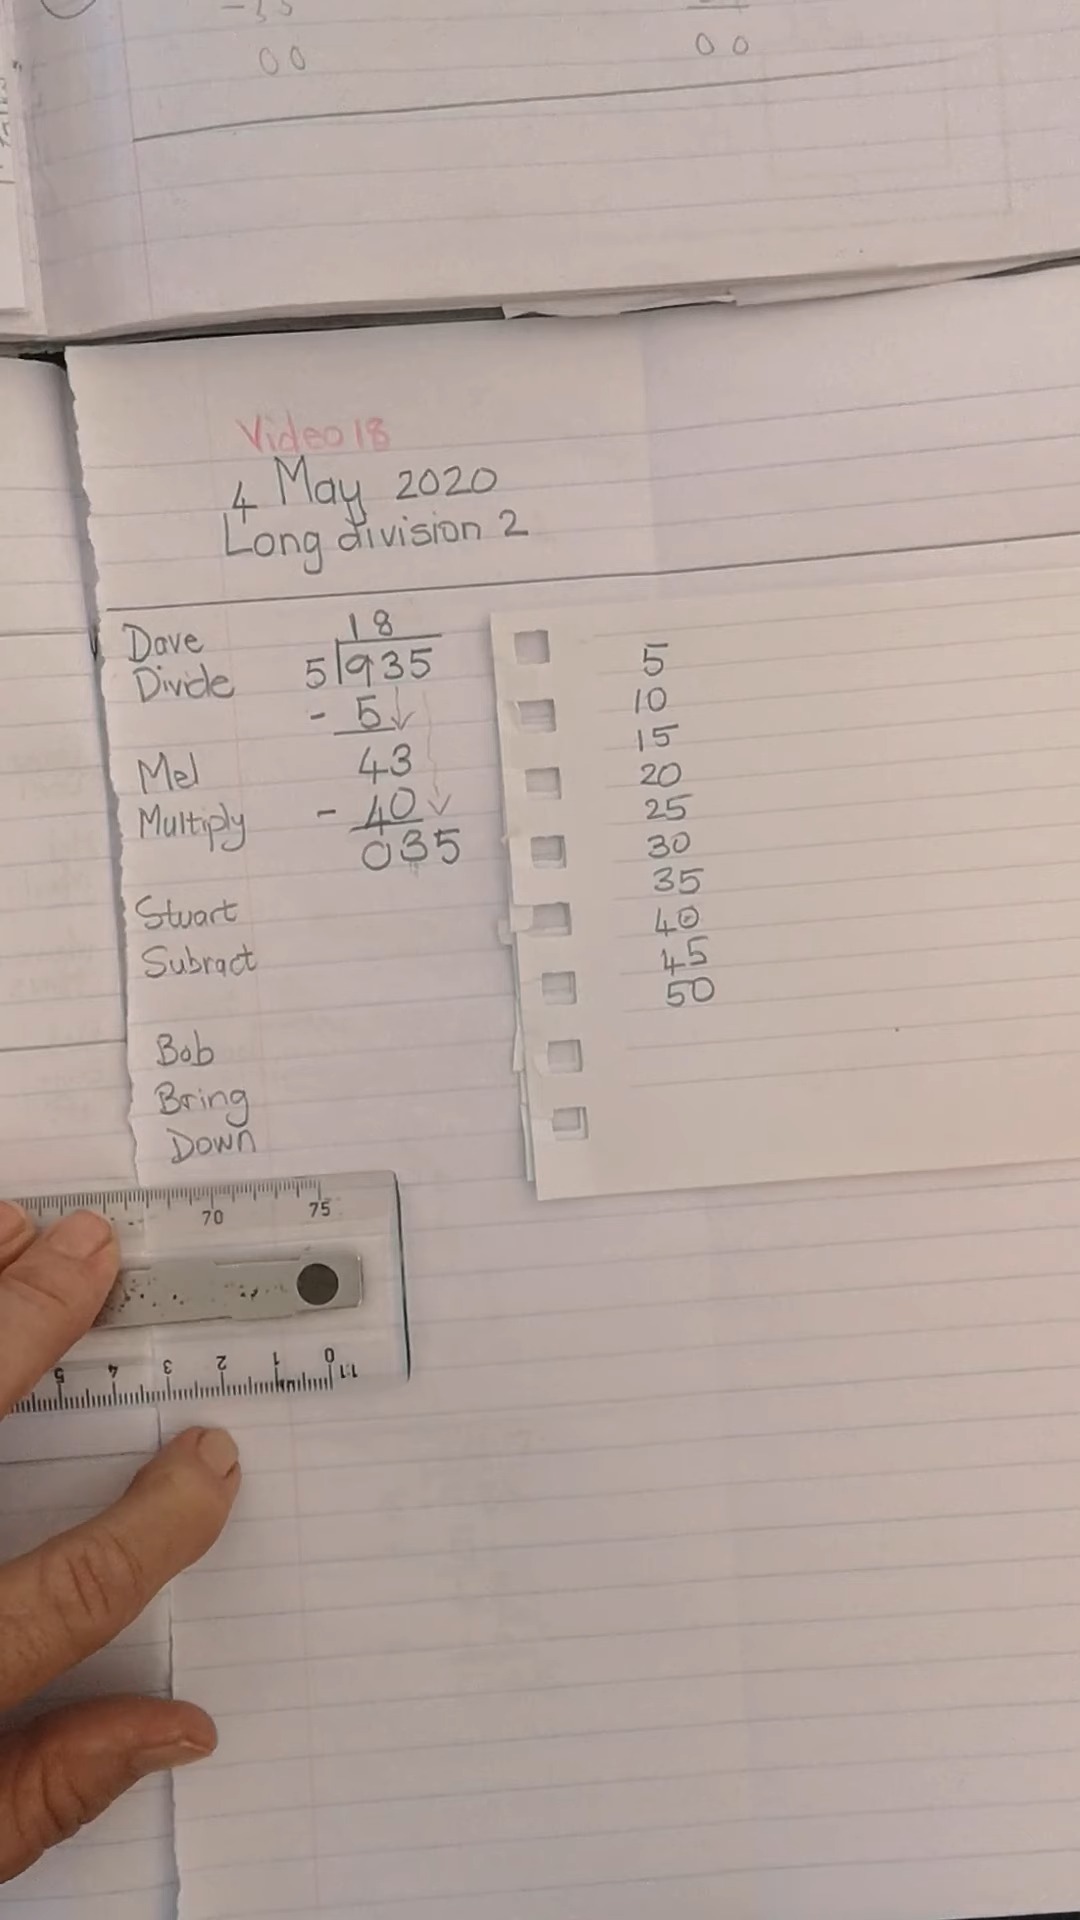 00
00
Video 18
4 May 2020
Long division 2
Dave
Divide
Mel
Multiply
Stuart
Subract
Bob
Bring
Down
18
5 935
- 5↓
43
- 40↓
035
5
10
15
20
25
30
35
40
45
50
70 75
5 4 3 2 1 0 1:1